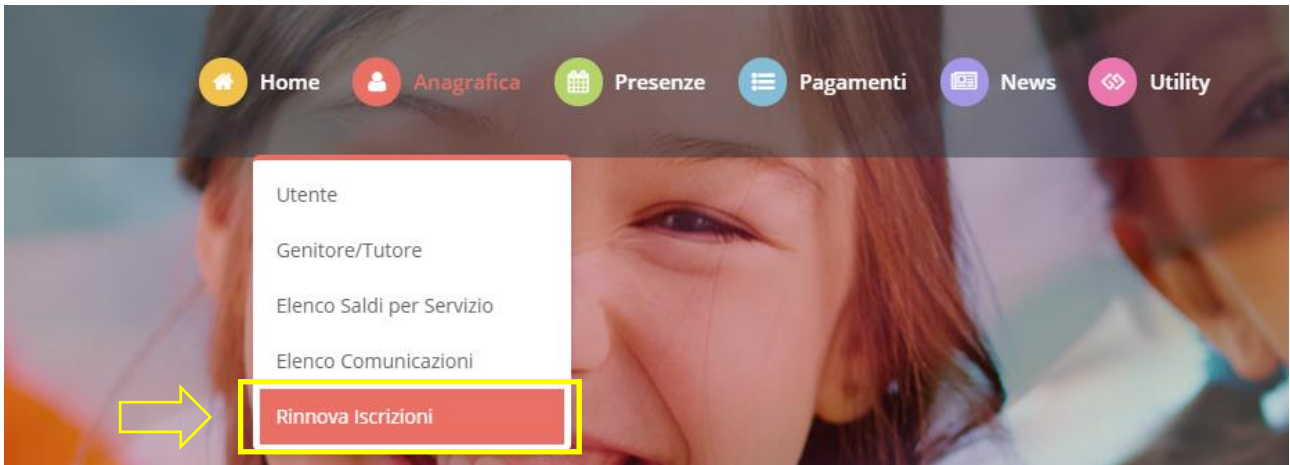 Home Anagrafica Presenze Pagamenti News Utility
Utente
Genitore/Tutore
Elenco Saldi per Servizio
Elenco Comunicazioni
Rinnova Iscrizioni